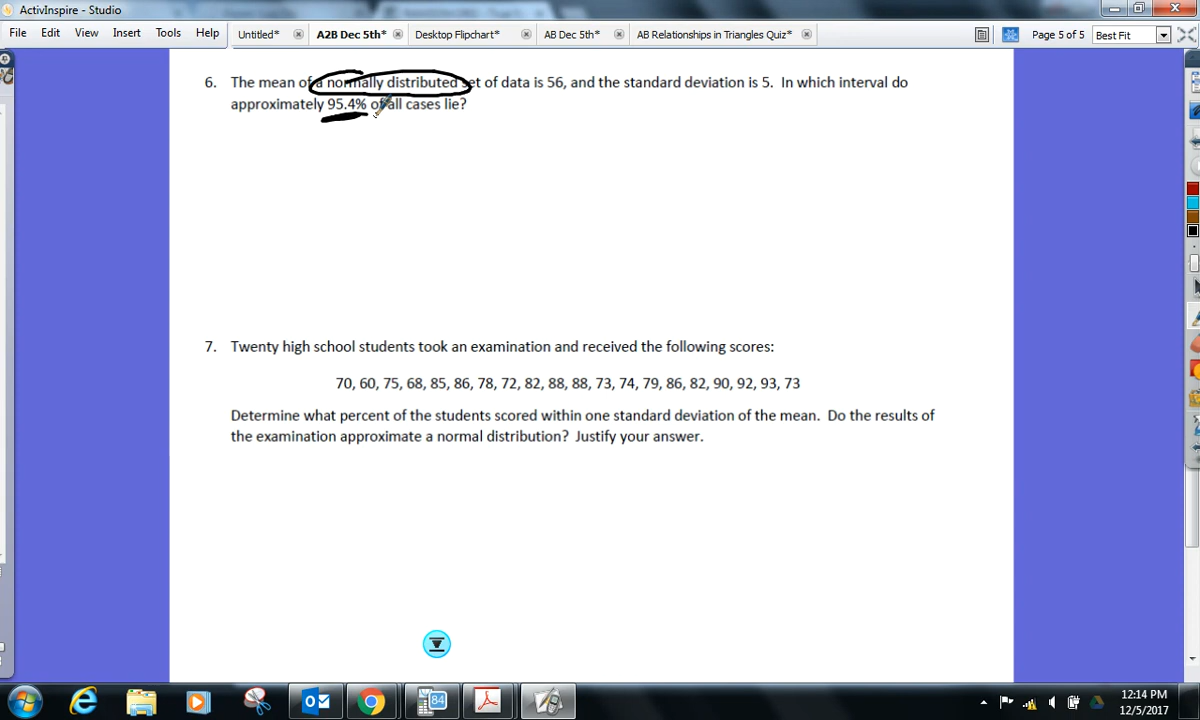 ActivInspire - Studio
File Edit View Insert Tools Help
Untitled* A2B Dec 5th* Desktop Flipchart* AB Dec 5th* AB Relationships in Triangles Quiz*
Page 5 of 5 Best Fit
6. The mean of a normally distributed set of data is 56, and the standard deviation is 5. In which interval do
approximately 95.4% of all cases lie?
7. Twenty high school students took an examination and received the following scores:
70, 60, 75, 68, 85, 86, 78, 72, 82, 88, 88, 73, 74, 79, 86, 82, 90, 92, 93, 73
Determine what percent of the students scored within one standard deviation of the mean. Do the results of
the examination approximate a normal distribution? Justify your answer.
84
12:14 PM
12/5/2017